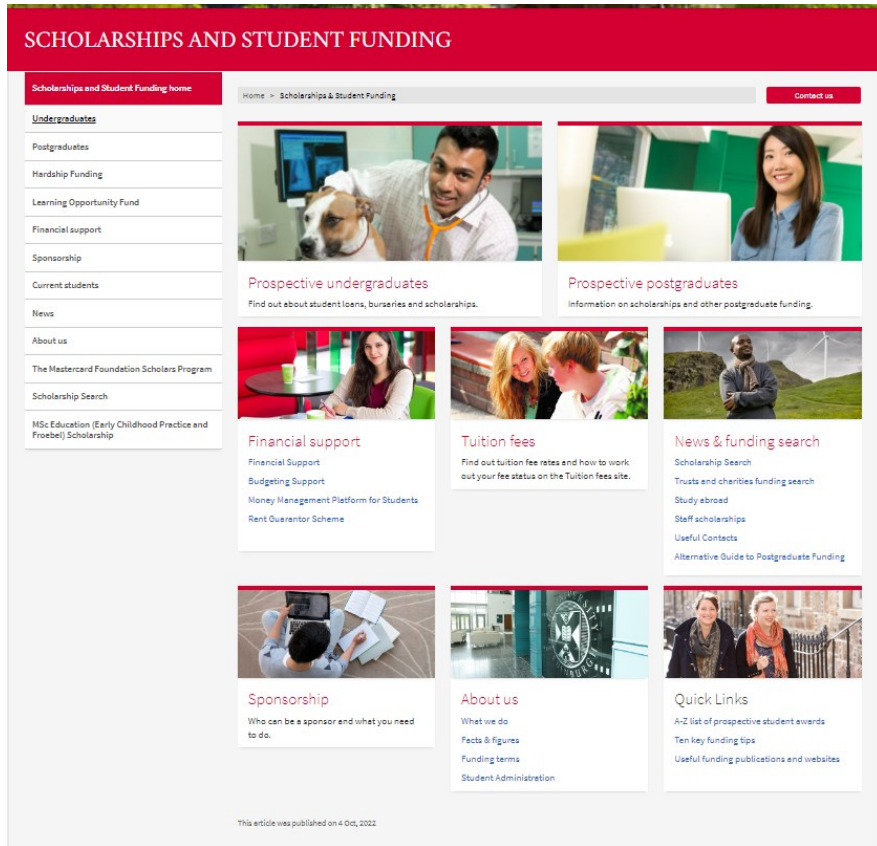 SCHOLARSHIPS AND STUDENT FUNDING
Scholarships and Student Funding home
Undergraduates
Postgraduates
Hardship Funding
Learning Opportunity Fund
Financial support
Sponsorship
Current students
News
About us
The Mastercard Foundation Scholars Program
Scholarship Search
MSc Education (Early Childhood Practice and
Froebel) Scholarship
Home > Scholarships & Student Funding
Contact us
Prospective undergraduates
Find out about student loans, bursaries and scholarships.
Prospective postgraduates
Information on scholarships and other postgraduate funding.
Financial support
Financial Support
Budgeting Support
Money Management Platform for Students
Rent Guarantor Scheme
Tuition fees
Find out tuition fee rates and how to work
out your fee status on the Tuition fees site.
News & funding search
Scholarship Search
Trusts and charities funding search
Study abroad
Staff scholarships
Useful Contacts
Alternative Guide to Postgraduate Funding
Sponsorship
Who can be a sponsor and what you need
to do.
About us
What we do
Facts & figures
Funding terms
Student Administration
Quick Links
A-Z list of prospective student awards
Ten key funding tips
Useful funding publications and websites
This article was published on 4 Oct, 2022